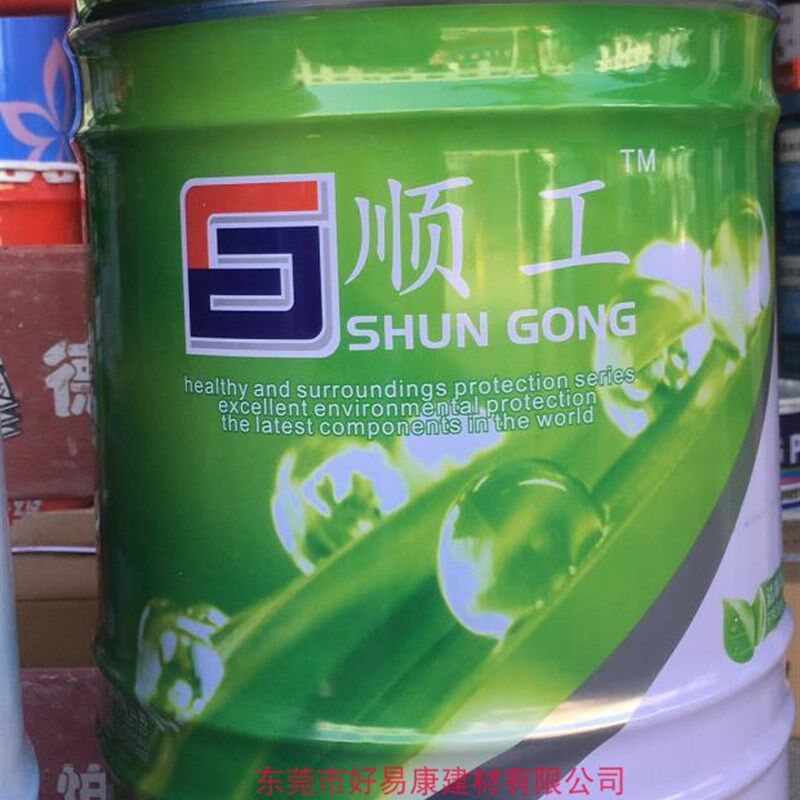 TM
顺工
SHUN GONG
healthy and surroundings protection series
excellent environmental protection
the latest components in the world
德
东莞市好易康建材有限公司